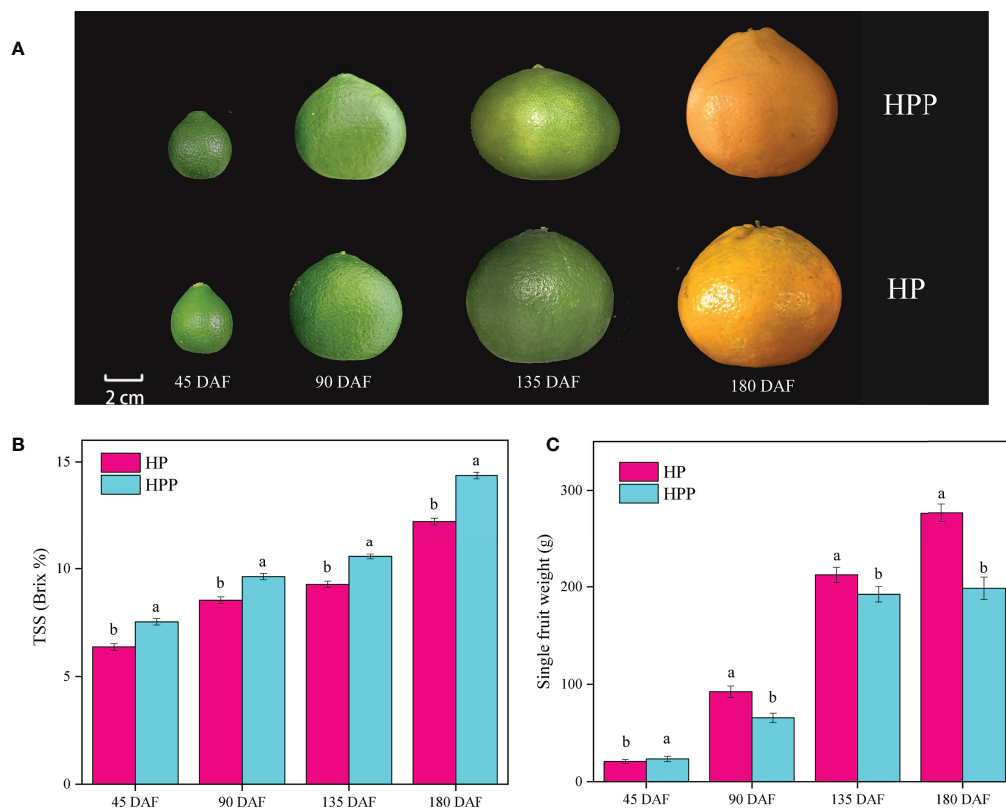 A
HPP
HP
45 DAF
90 DAF
135 DAF
180 DAF
2 cm
B
HP
HPP
TSS (Brix %)
15
10
5
0
b
a
b
a
b
a
b
a
45 DAF
90 DAF
135 DAF
180 DAF
C
HP
HPP
Single fruit weight (g)
300
200
100
0
b
a
a
b
a
b
a
b
45 DAF
90 DAF
135 DAF
180 DAF